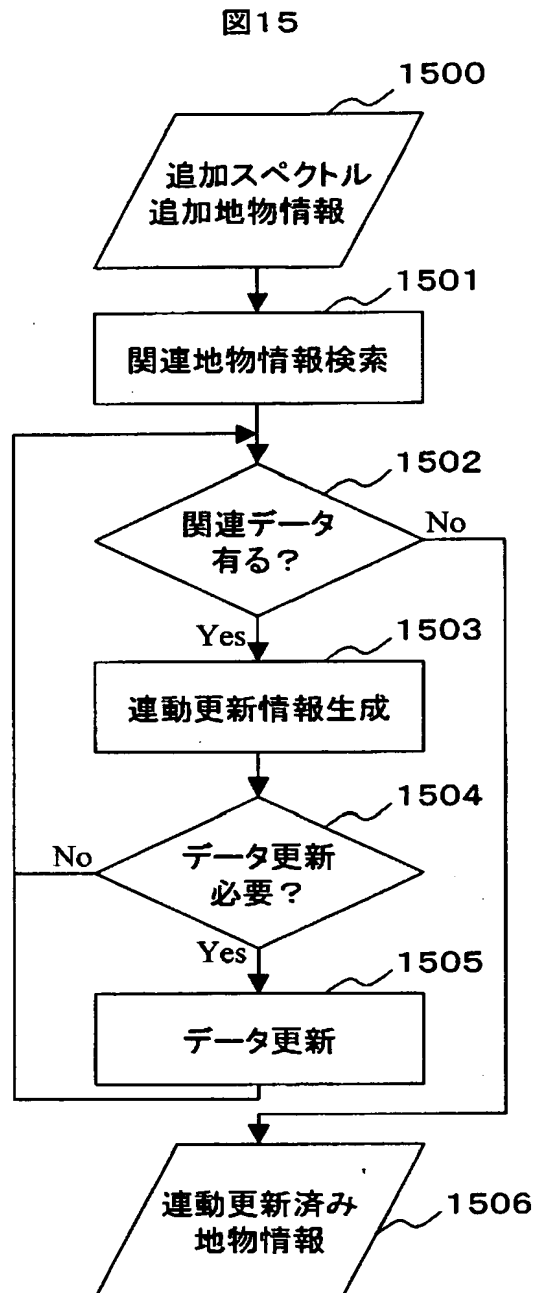 図15
1500
追加スペクトル
追加地物情報
1501
関連地物情報検索
1502
関連データ
有る?
No
Yes
1503
連動更新情報生成
1504
データ更新
必要?
No
Yes
1505
データ更新
連動更新済み
地物情報
1506